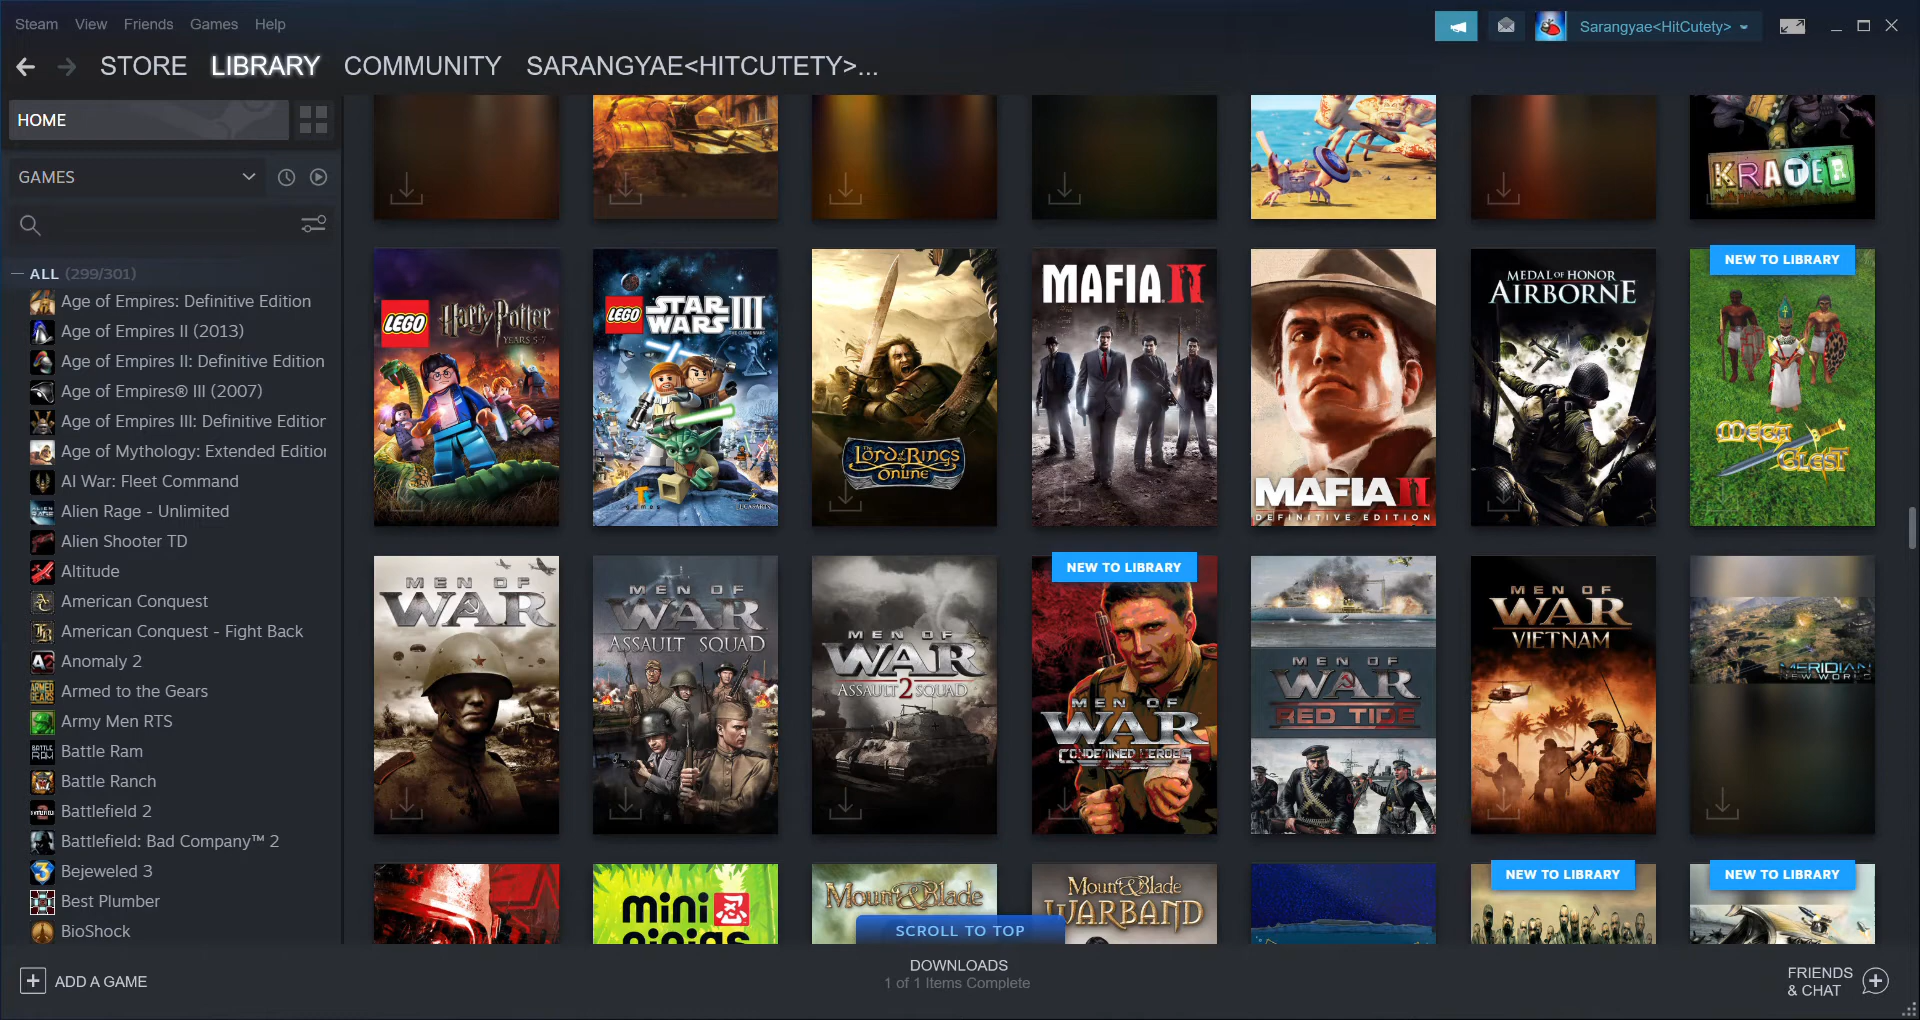 Steam View Friends Games Help
Sarangyae<HitCutety>
STORE LIBRARY COMMUNITY SARANGYAE<HITCUTETY>...
HOME
GAMES
ALL (299/301)
Age of Empires: Definitive Edition
Age of Empires II (2013)
Age of Empires II: Definitive Edition
Age of Empires® III (2007)
Age of Empires III: Definitive Edition
Age of Mythology: Extended Edition
AI War: Fleet Command
Alien Rage - Unlimited
Alien Shooter TD
Altitude
American Conquest
American Conquest - Fight Back
Anomaly 2
Armed to the Gears
Army Men RTS
Battle Ram
Battle Ranch
Battlefield 2
Battlefield: Bad Company™ 2
Bejeweled 3
Best Plumber
BioShock
KRATER
LEGO Harry Potter
YEARS 5-7
LEGO STAR WARS III
THE CLONE WARS
LUCASARTS
The Lord of the Rings
Online
MAFIA II
MAFIA II
DEFINITIVE EDITION
MEDAL OF HONOR
AIRBORNE
NEW TO LIBRARY
Mega
Glest
MEN OF
WAR
MEN OF
WAR
ASSAULT SQUAD
MEN OF
WAR
ASSAULT 2 SQUAD
NEW TO LIBRARY
MEN OF
WAR
CONDEMNED HEROES
MEN OF
WAR
RED TIDE
MEN OF
WAR
VIETNAM
MERIDIAN
NEW WORLD
mini
ninjas
Mount&Blade
Mount&Blade
WARBAND
NEW TO LIBRARY
NEW TO LIBRARY
SCROLL TO TOP
ADD A GAME
DOWNLOADS
1 of 1 Items Complete
FRIENDS
& CHAT